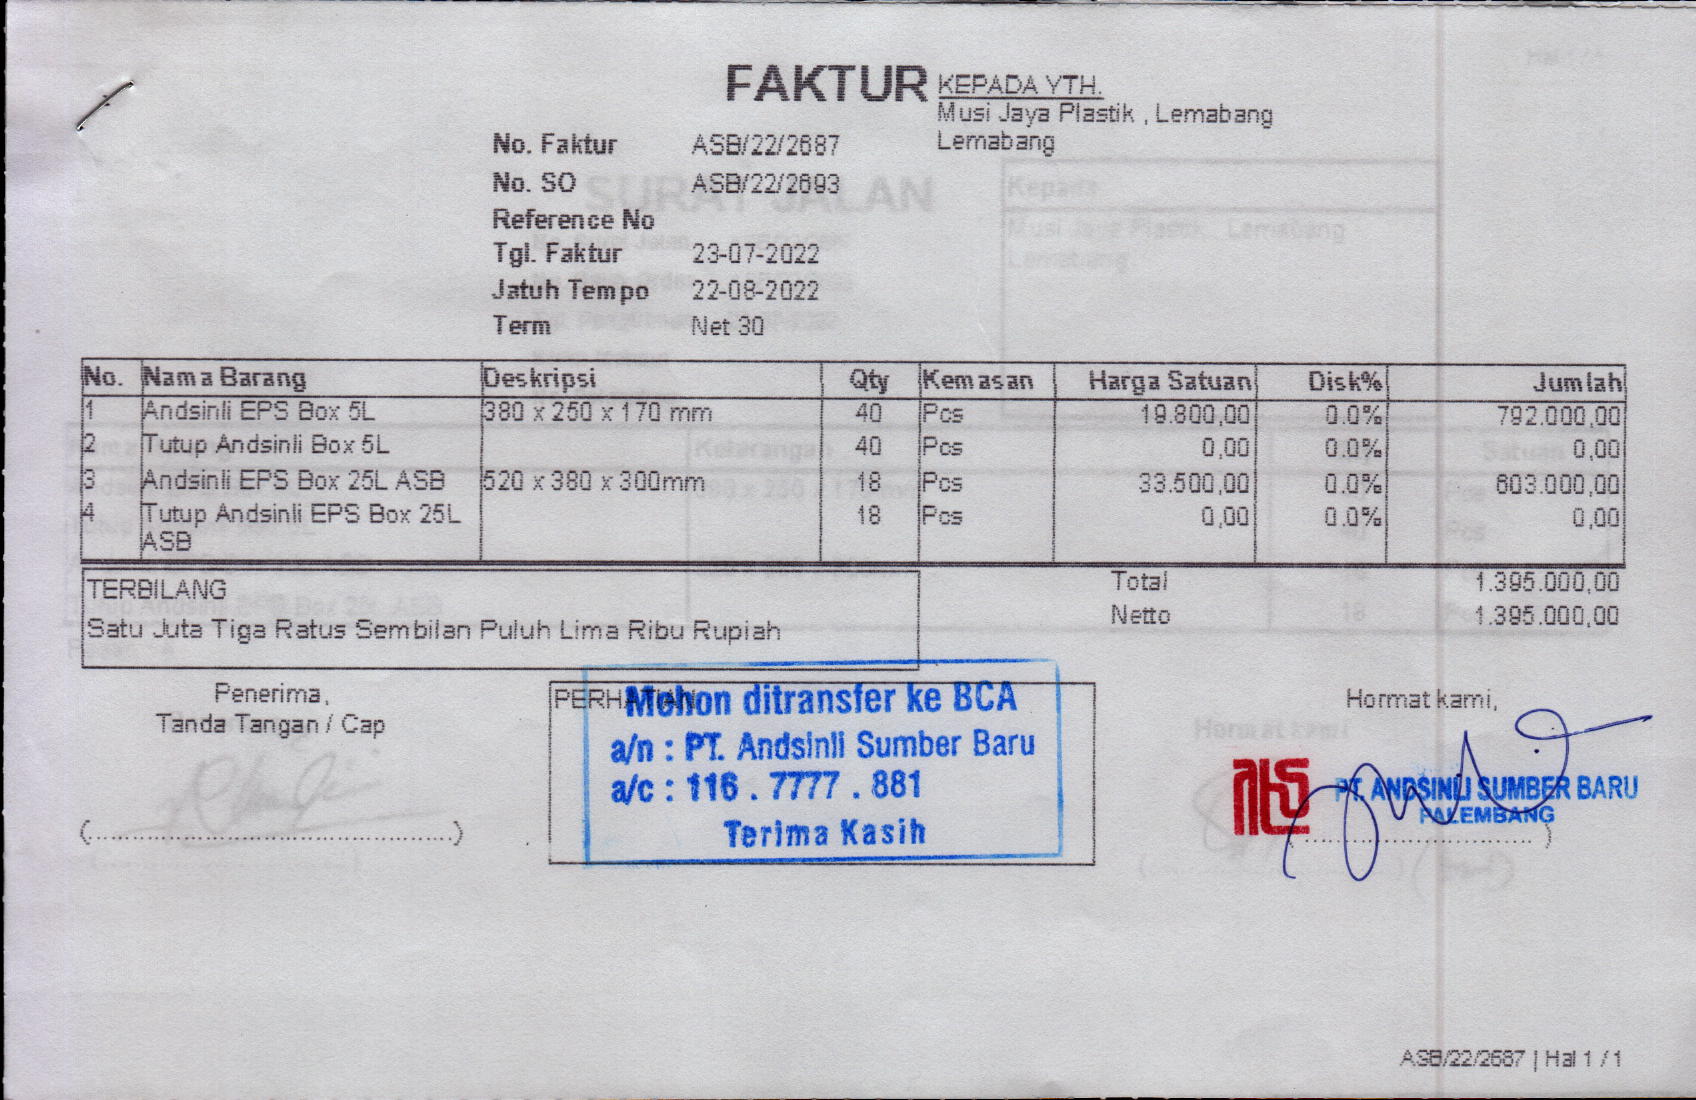 FAKTUR
KEPADA YTH.
Musi Jaya Plastik , Lemabang
Lemabang
No. Faktur ASB/22/2687
No. SO ASB/22/2693
Reference No
Tgl. Faktur 23-07-2022
Jatuh Tempo 22-08-2022
Term Net 30
No. Nama Barang Deskripsi Qty Kemasan Harga Satuan Disk% Jumlah
1 Andsinli EPS Box 5L 380 x 250 x 170 mm 40 Pcs 19.800,00 0.0% 792.000,00
2 Tutup Andsinli Box 5L 40 Pcs 0,00 0.0% 0,00
3 Andsinli EPS Box 25L ASB 520 x 380 x 300mm 18 Pcs 33.500,00 0.0% 603.000,00
4 Tutup Andsinli EPS Box 25L 18 Pcs 0,00 0.0% 0,00
ASB
TERBILANG
Satu Juta Tiga Ratus Sembilan Puluh Lima Ribu Rupiah
Total 1.395.000,00
Netto 1.395.000,00
Penerima,
Tanda Tangan / Cap
PERHATIAN
Mohon ditransfer ke BCA
a/n : PT. Andsinli Sumber Baru
a/c : 116 . 7777 . 881
Terima Kasih
Hormat kami,
PT. ANDSINLI SUMBER BARU
PALEMBANG
ASB/22/2687 | Hal 1 / 1